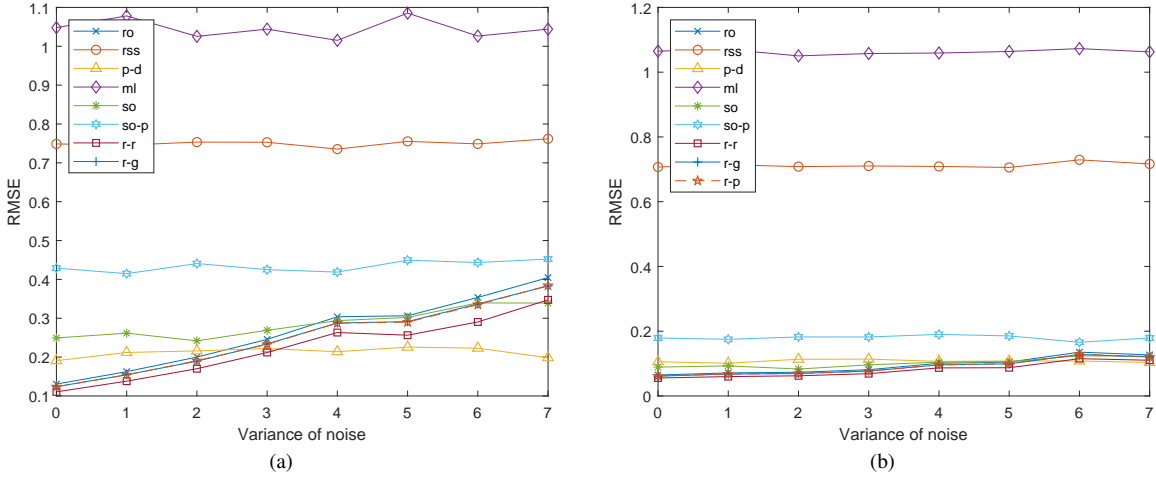 1.1
1
0.9
0.8
0.7
0.6
0.5
0.4
0.3
0.2
0.1
RMSE
ro
rss
p-d
ml
so
so-p
r-r
r-g
0 1 2 3 4 5 6 7
Variance of noise
(a)
1.2
1
0.8
0.6
0.4
0.2
0
RMSE
ro
rss
p-d
ml
so
so-p
r-r
r-g
r-p
0 1 2 3 4 5 6 7
Variance of noise
(b)